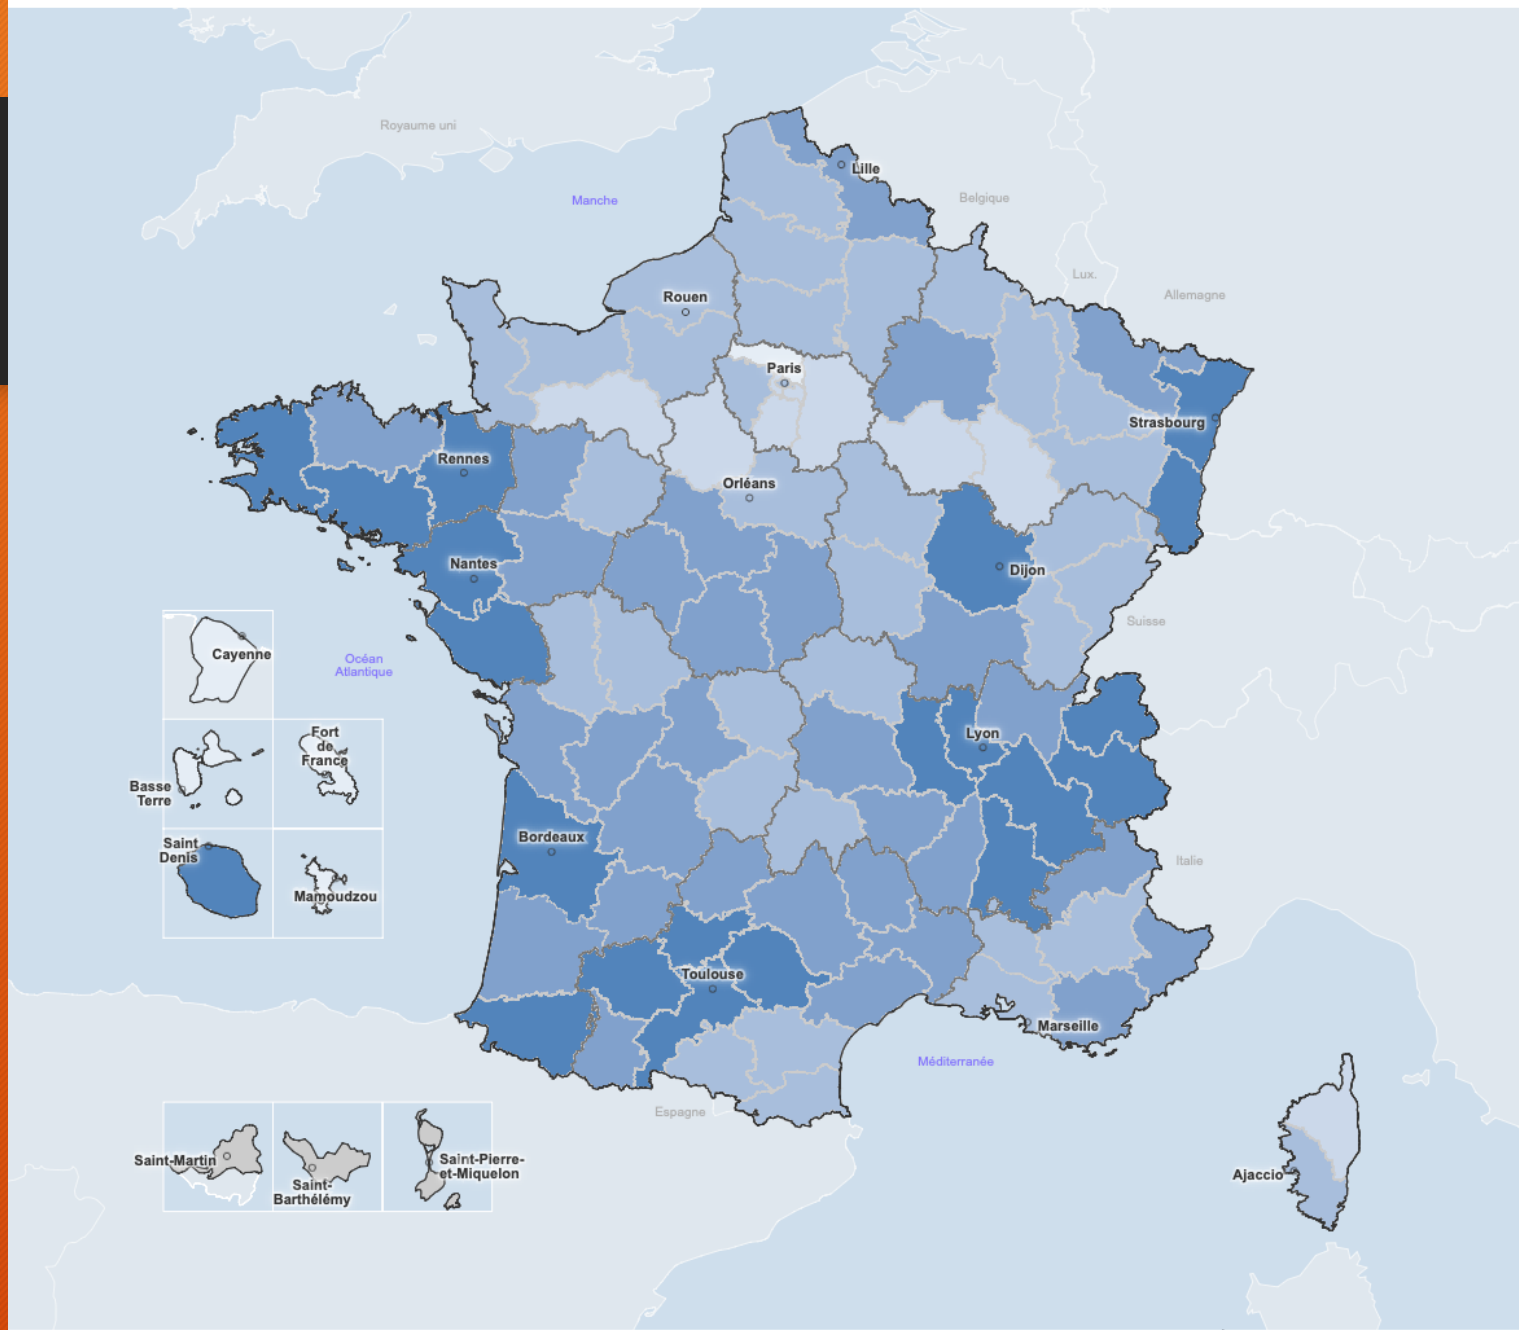 Royaume uni
Manche
Lille
Belgique
Lux.
Allemagne
Rouen
Paris
Strasbourg
Rennes
Orléans
Nantes
Dijon
Suisse
Océan
Atlantique
Cayenne
Lyon
Fort
de
France
Basse
Terre
Bordeaux
Saint
Denis
Italie
Mamoudzou
Toulouse
Marseille
Méditerranée
Espagne
Saint-Martin
Saint-
Barthélémy
Saint-Pierre-
et-Miquelon
Ajaccio